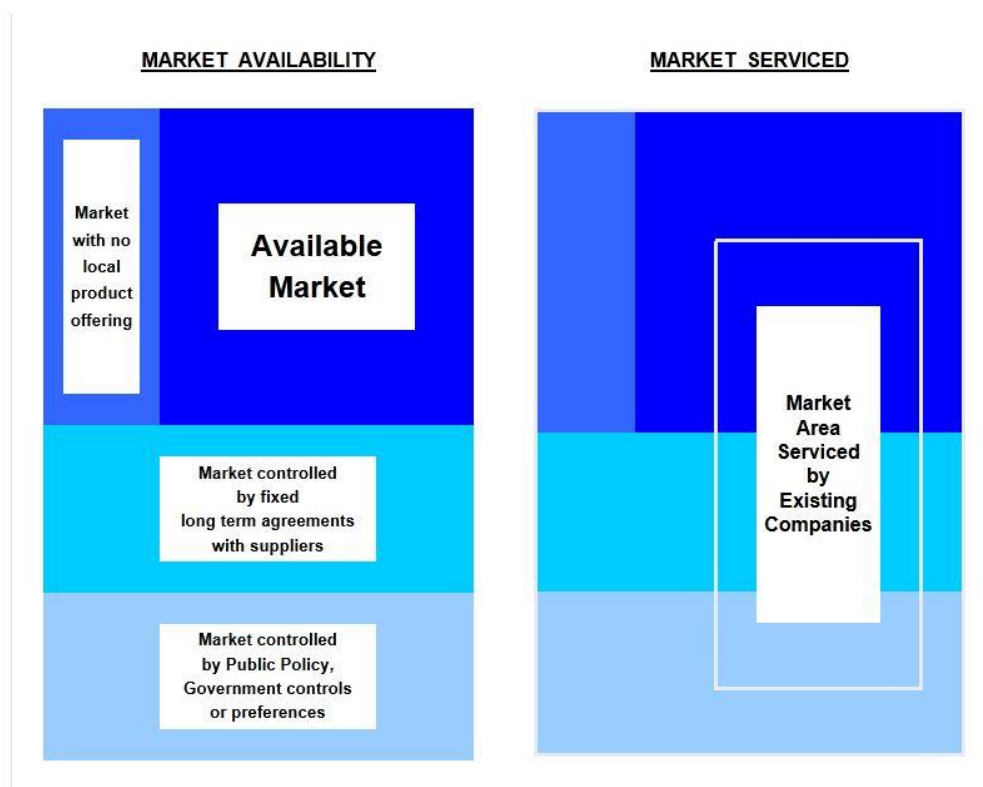 MARKET AVAILABILITY
Market
with no
local
product
offering
Available
Market
Market controlled
by fixed
long term agreements
with suppliers
Market controlled
by Public Policy,
Government controls
or preferences
MARKET SERVICED
Market
Area
Serviced
by
Existing
Companies